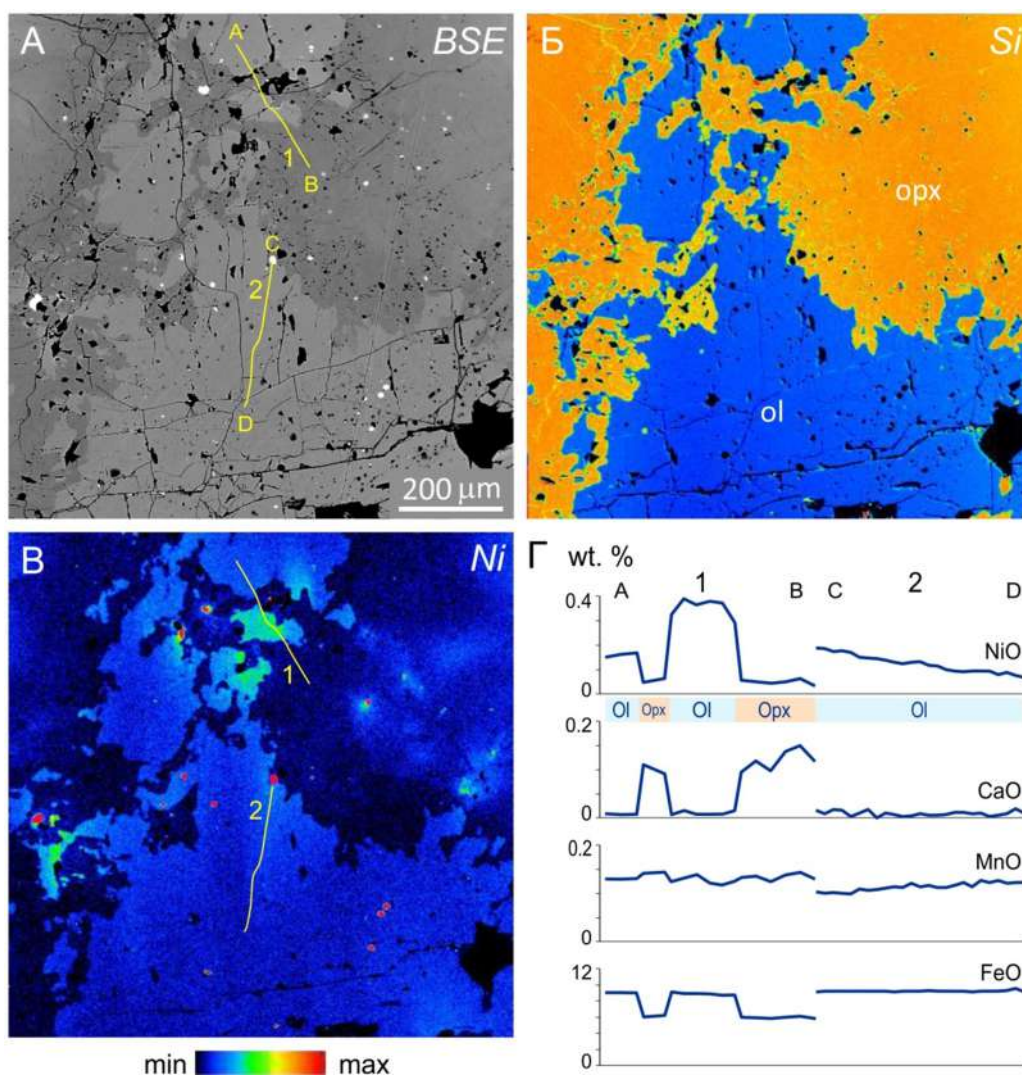 А
BSE
A
1
B
C
2
D
200 µm
Б
Si
opx
ol
В
Ni
1
2
min
max
Г
wt. %
A
1
B
C
2
D
0.4
NiO
0
Ol
Opx
Ol
Opx
Ol
0.2
CaO
0
0.2
MnO
0
12
FeO
0